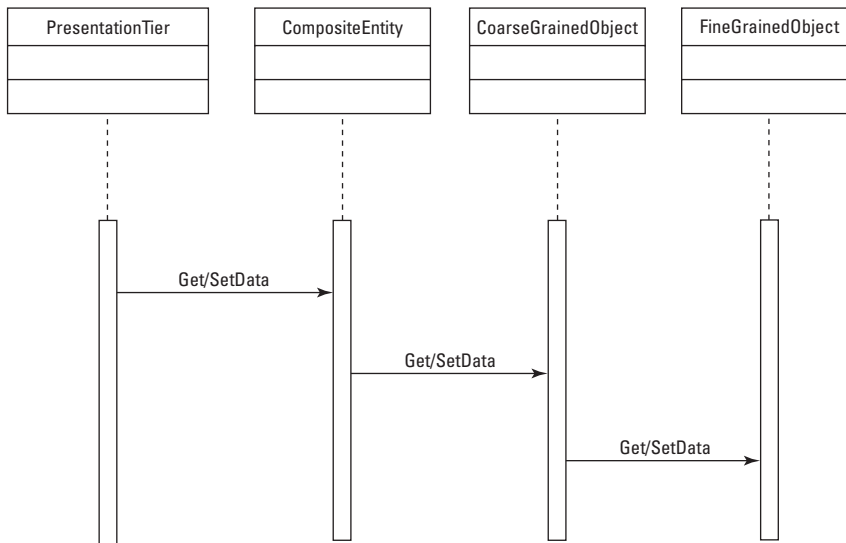 PresentationTier
CompositeEntity
CoarseGrainedObject
FineGrainedObject
Get/SetData
Get/SetData
Get/SetData